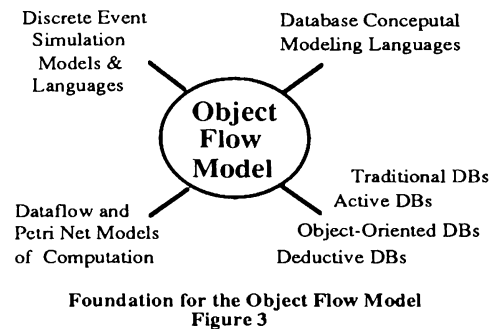 Discrete Event
Simulation
Models &
Languages
Database Conceputal
Modeling Languages
Object
Flow
Model
Dataflow and
Petri Net Models
of Computation
Traditional DBs
Active DBs
Object-Oriented DBs
Deductive DBs
Foundation for the Object Flow Model
Figure 3